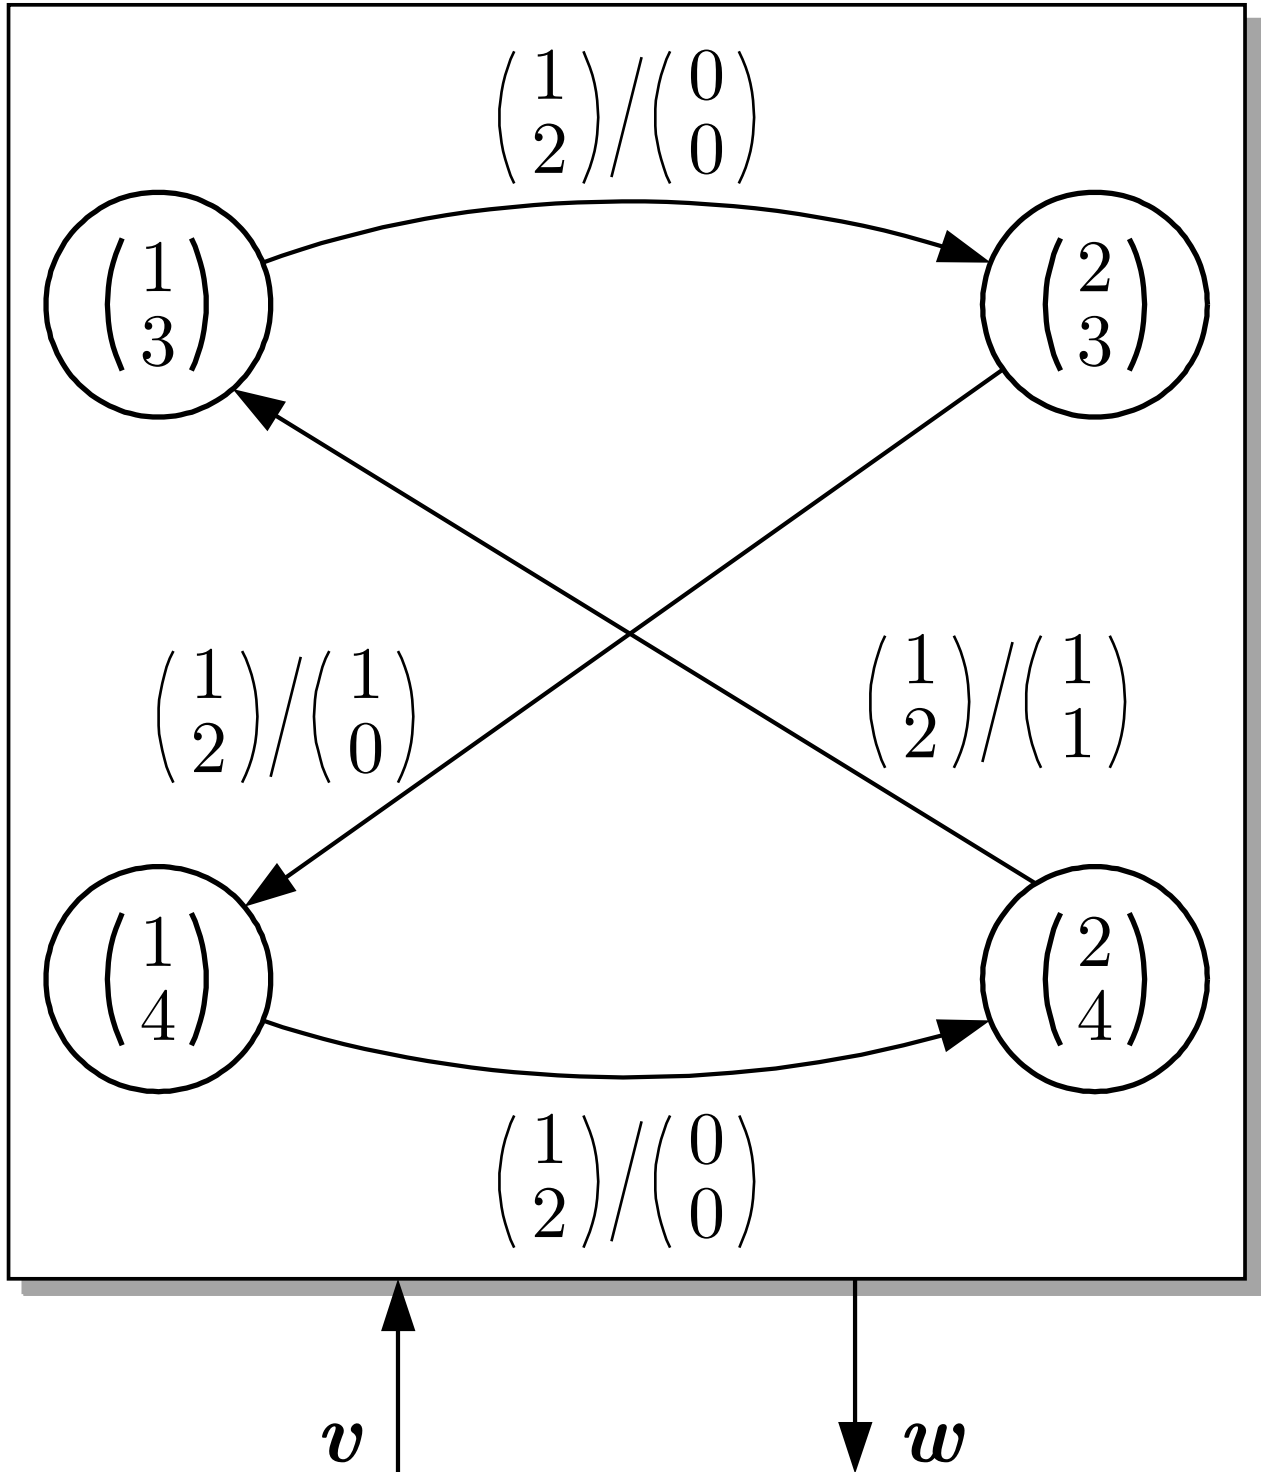 ( 1 2 ) / ( 0 0 )
( 1 3 )
( 2 3 )
( 1 2 ) / ( 1 0 )
( 1 2 ) / ( 1 1 )
( 1 4 )
( 2 4 )
( 1 2 ) / ( 0 0 )
v
w